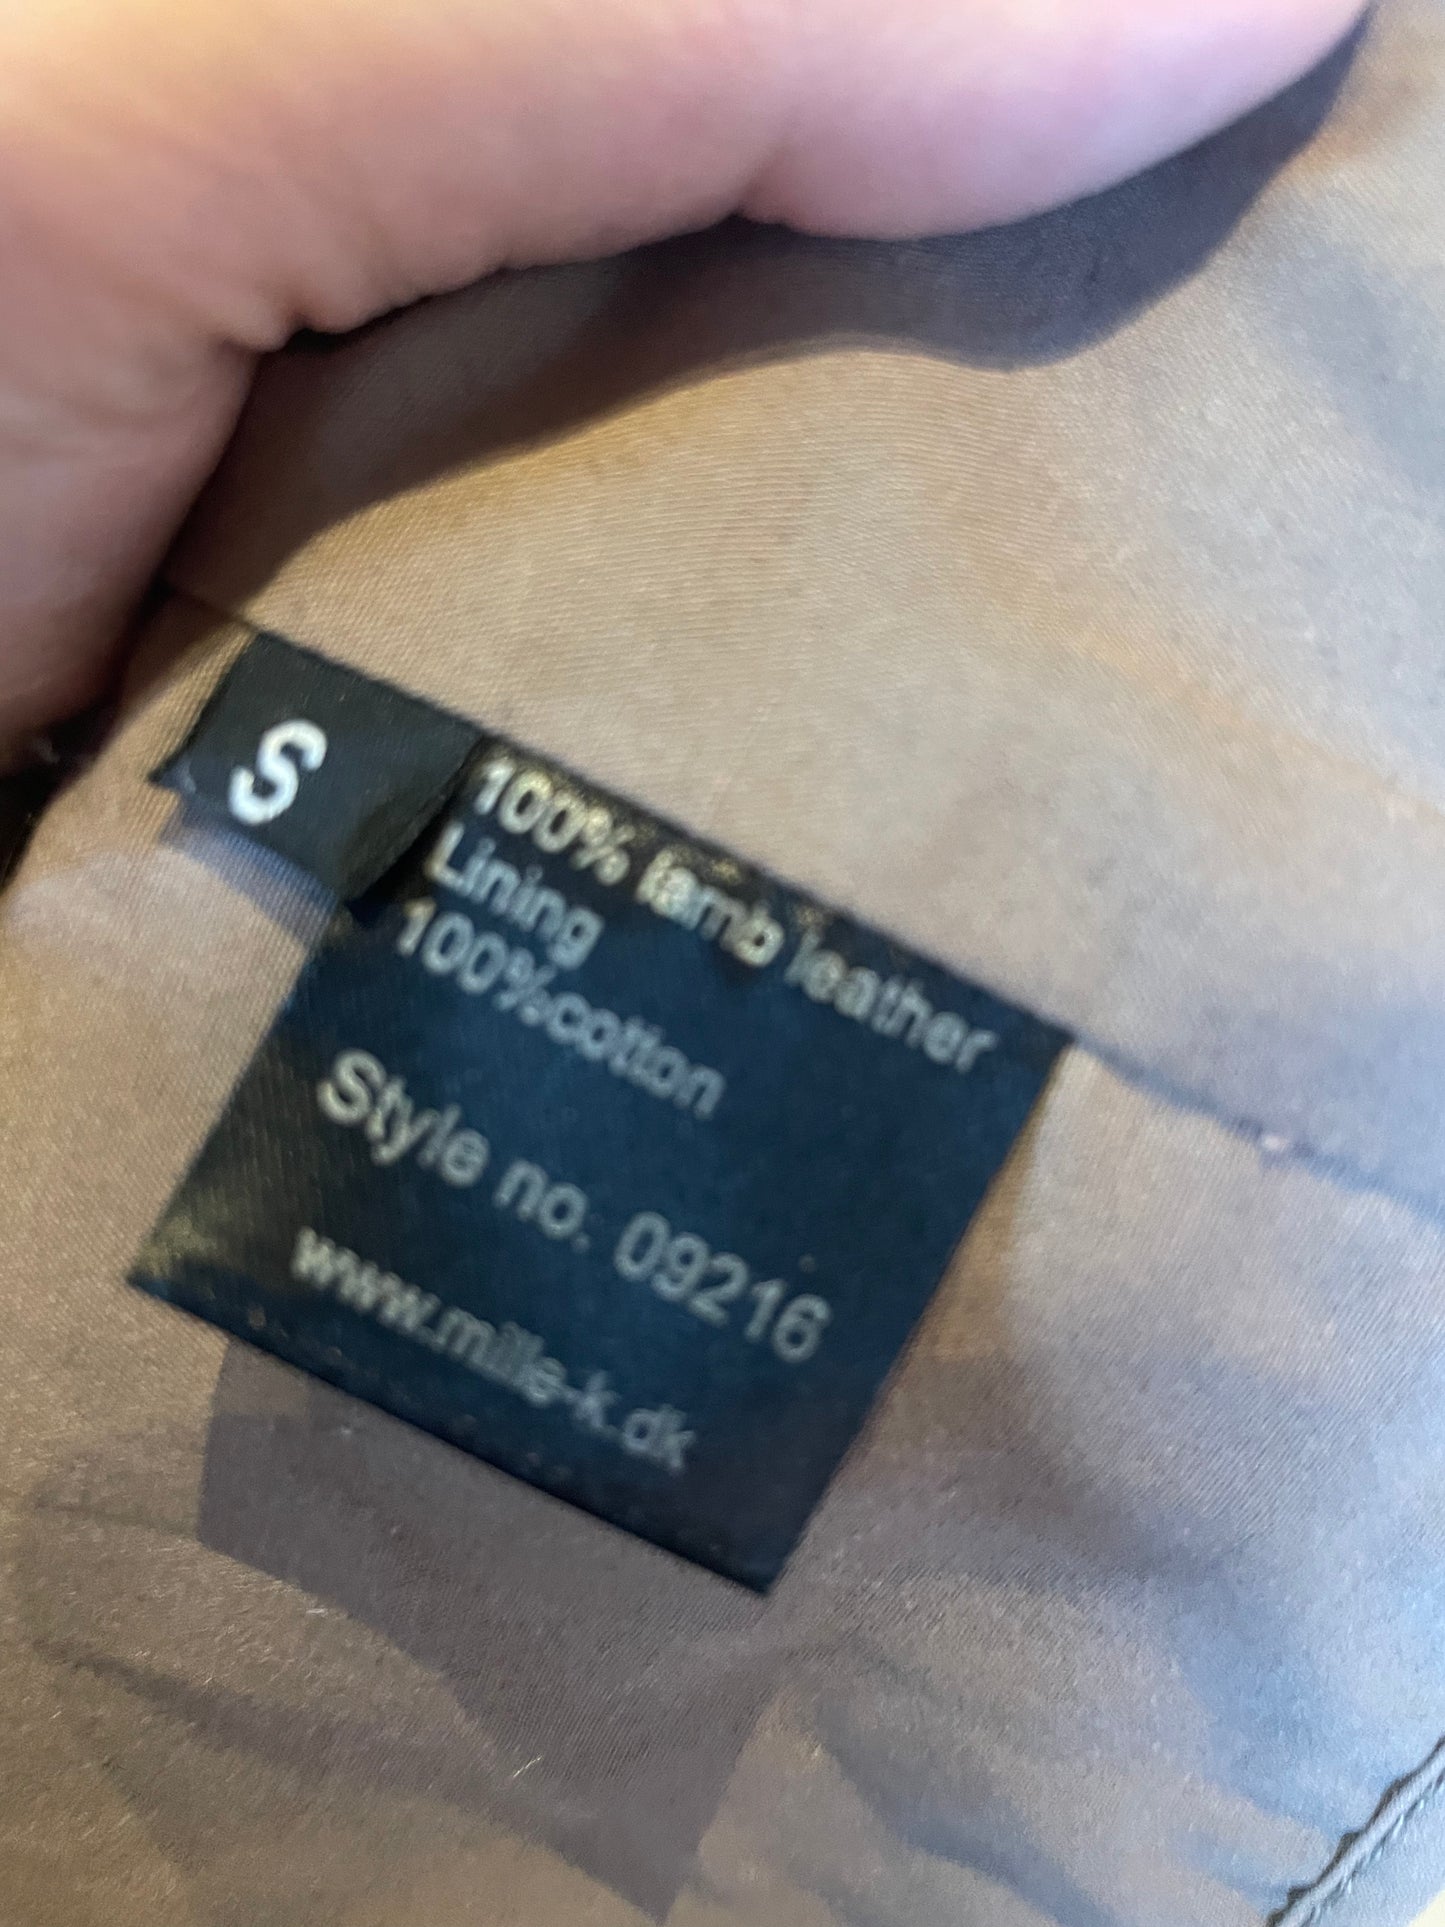 S
100% lamb leather
Lining
100%cotton
Style no. 09216
www.mille-k.dk